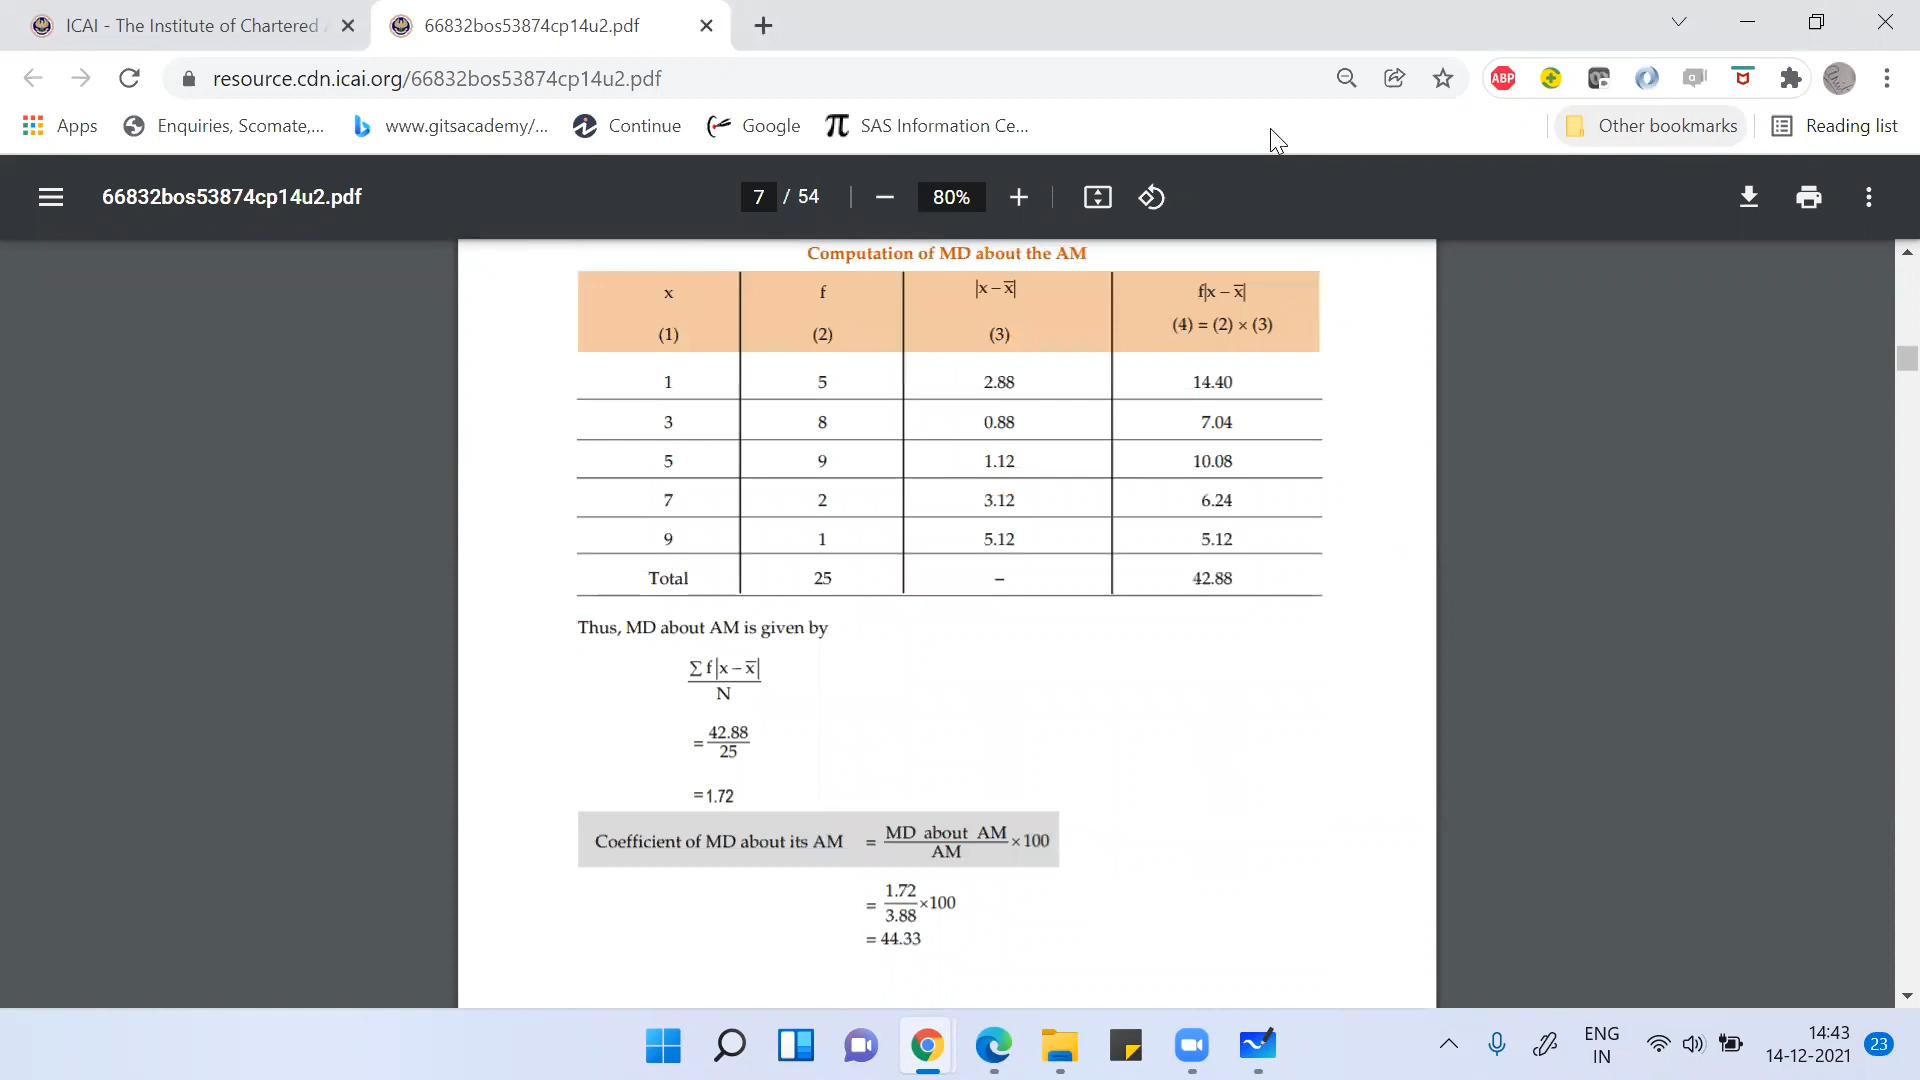 ICAI - The Institute of Chartered
66832bos53874cp14u2.pdf
resource.cdn.icai.org/66832bos53874cp14u2.pdf
ABP
Apps
Enquiries, Scomate,...
www.gitsacademy/...
Continue
Google
SAS Information Ce...
Other bookmarks
Reading list
66832bos53874cp14u2.pdf
7 / 54
80%
Computation of MD about the AM
x f |x – x̅| f|x – x̅|
(1) (2) (3) (4) = (2) × (3)
1 5 2.88 14.40
3 8 0.88 7.04
5 9 1.12 10.08
7 2 3.12 6.24
9 1 5.12 5.12
Total 25 – 42.88
Thus, MD about AM is given by
∑ f|x – x̅|
N
= 42.88
25
= 1.72
Coefficient of MD about its AM = MD about AM × 100
AM
= 1.72 ×100
3.88
= 44.33
ENG
IN
14:43
14-12-2021
23